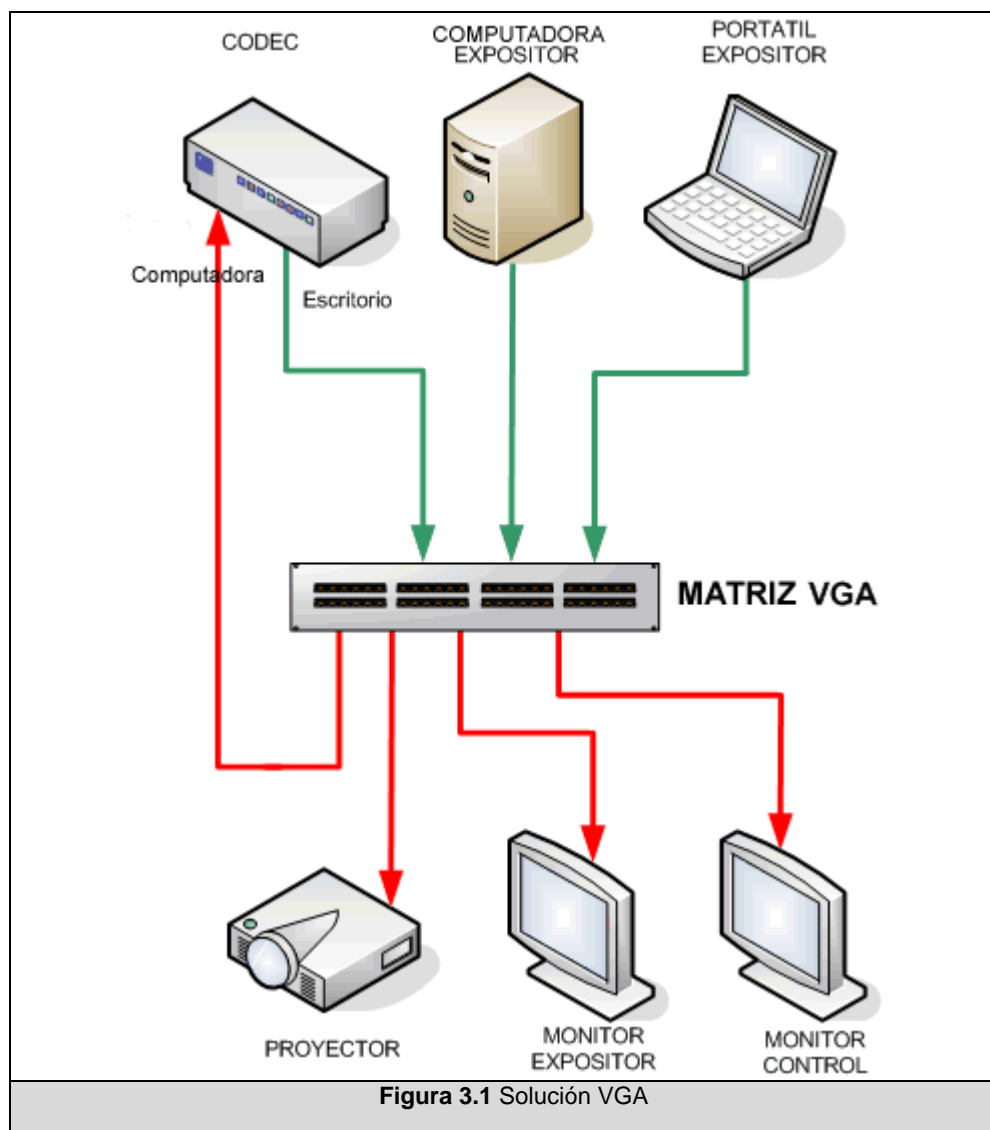 CODEC
COMPUTADORA
EXPOSITOR
PORTATIL
EXPOSITOR
Computadora
Escritorio
MATRIZ VGA
PROYECTOR
MONITOR
EXPOSITOR
MONITOR
CONTROL
Figura 3.1 Solución VGA